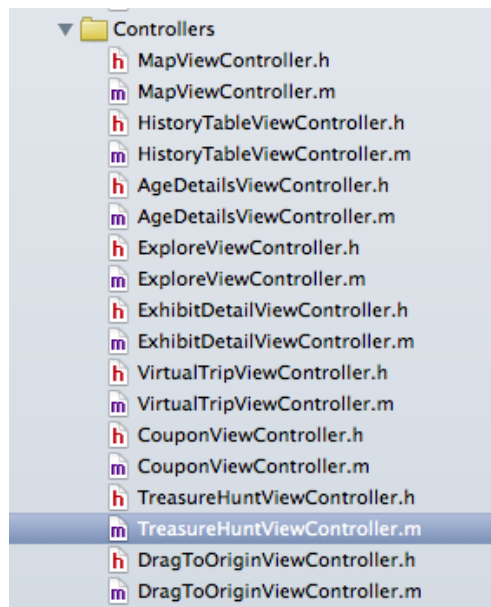 Controllers
h MapViewController.h
m MapViewController.m
h HistoryTableViewController.h
m HistoryTableViewController.m
h AgeDetailsViewController.h
m AgeDetailsViewController.m
h ExploreViewController.h
m ExploreViewController.m
h ExhibitDetailViewController.h
m ExhibitDetailViewController.m
h VirtualTripViewController.h
m VirtualTripViewController.m
h CouponViewController.h
m CouponViewController.m
h TreasureHuntViewController.h
m TreasureHuntViewController.m
h DragToOriginViewController.h
m DragToOriginViewController.m